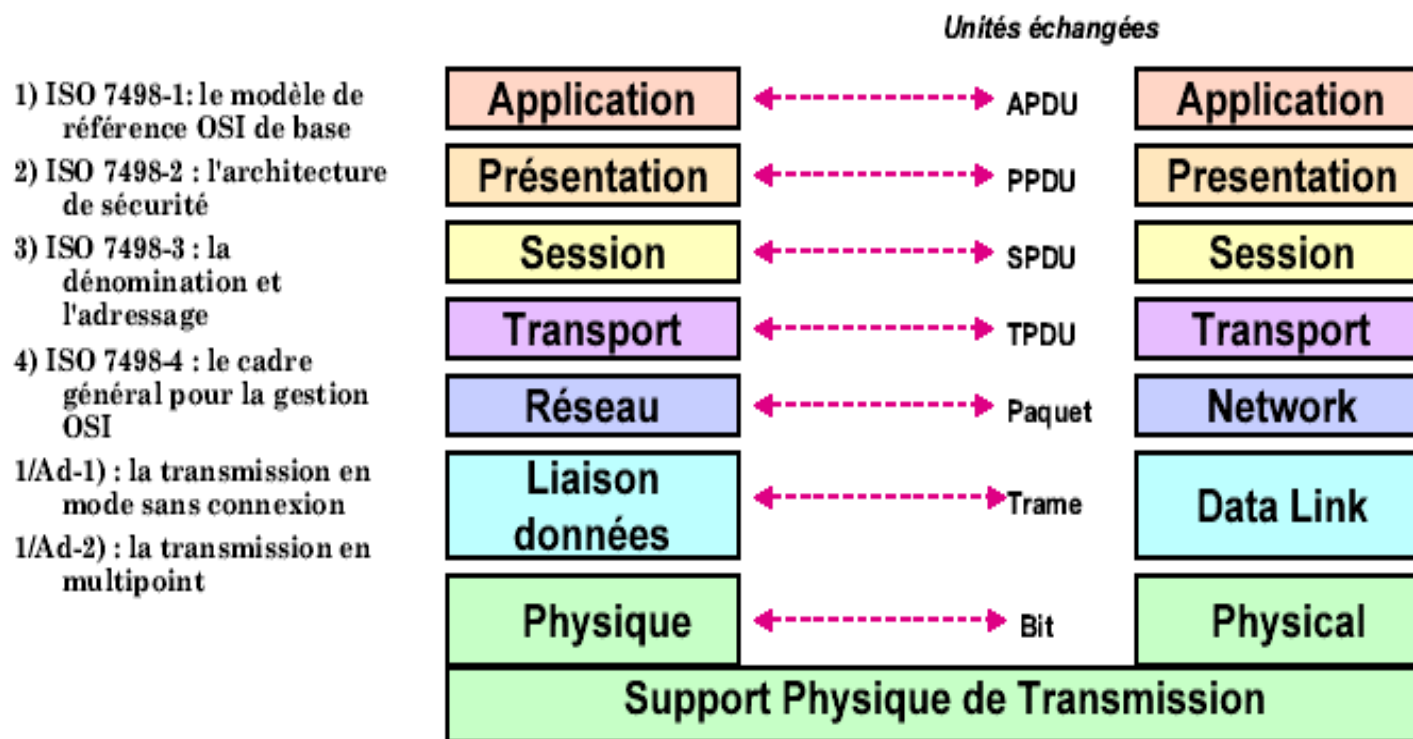 Unités échangées
1) ISO 7498-1: le modèle de
référence OSI de base
2) ISO 7498-2 : l'architecture
de sécurité
3) ISO 7498-3 : la
dénomination et
l'adressage
4) ISO 7498-4 : le cadre
général pour la gestion
OSI
1/Ad-1) : la transmission en
mode sans connexion
1/Ad-2) : la transmission en
multipoint
Application APDU Application
Présentation PPDU Presentation
Session SPDU Session
Transport TPDU Transport
Réseau Paquet Network
Liaison
données
Trame Data Link
Physique Bit Physical
Support Physique de Transmission